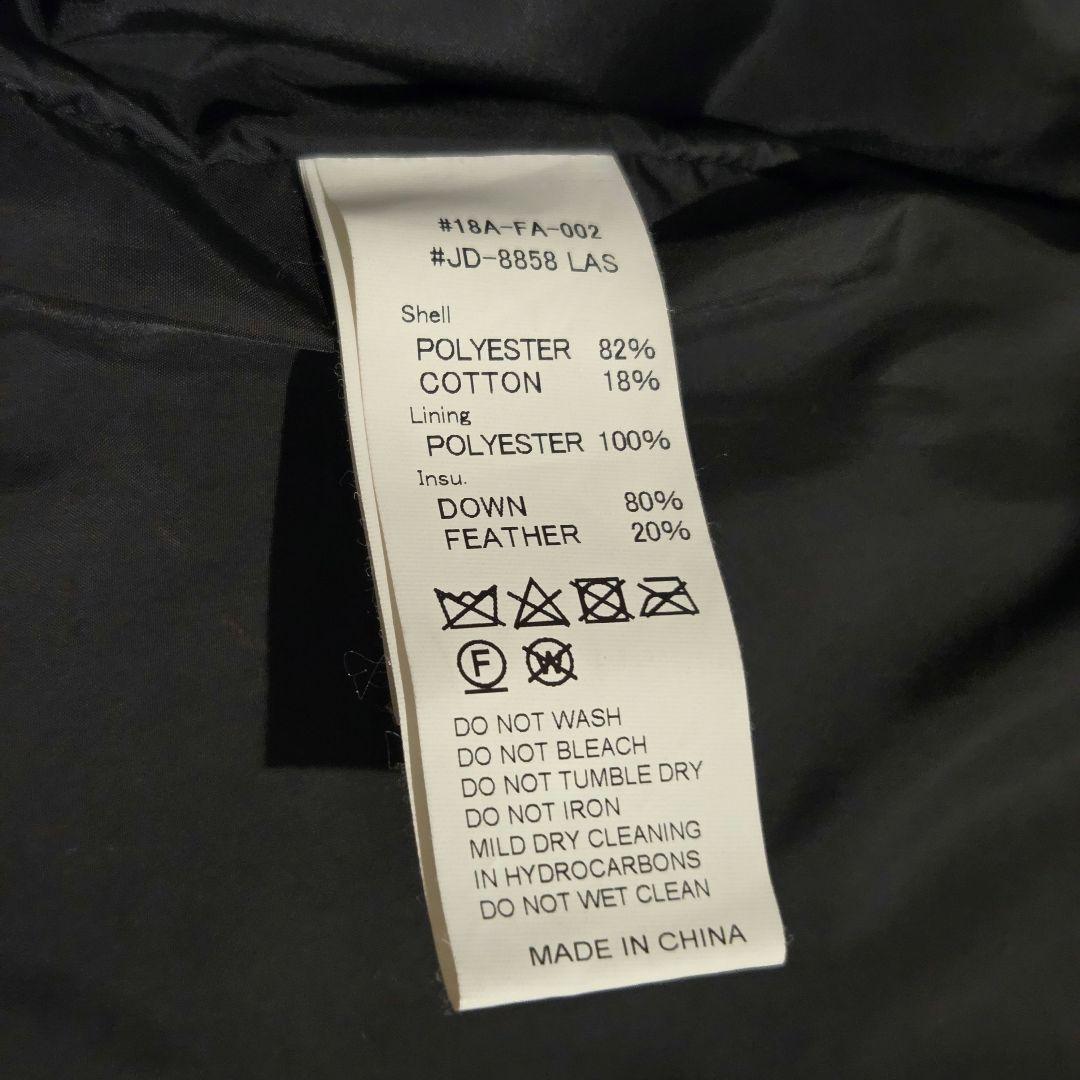 #18A-FA-002
#JD-8858 LAS
Shell
POLYESTER 82%
COTTON 18%
Lining
POLYESTER 100%
Insu.
DOWN 80%
FEATHER 20%
F W
DO NOT WASH
DO NOT BLEACH
DO NOT TUMBLE DRY
DO NOT IRON
MILD DRY CLEANING
IN HYDROCARBONS
DO NOT WET CLEAN
MADE IN CHINA